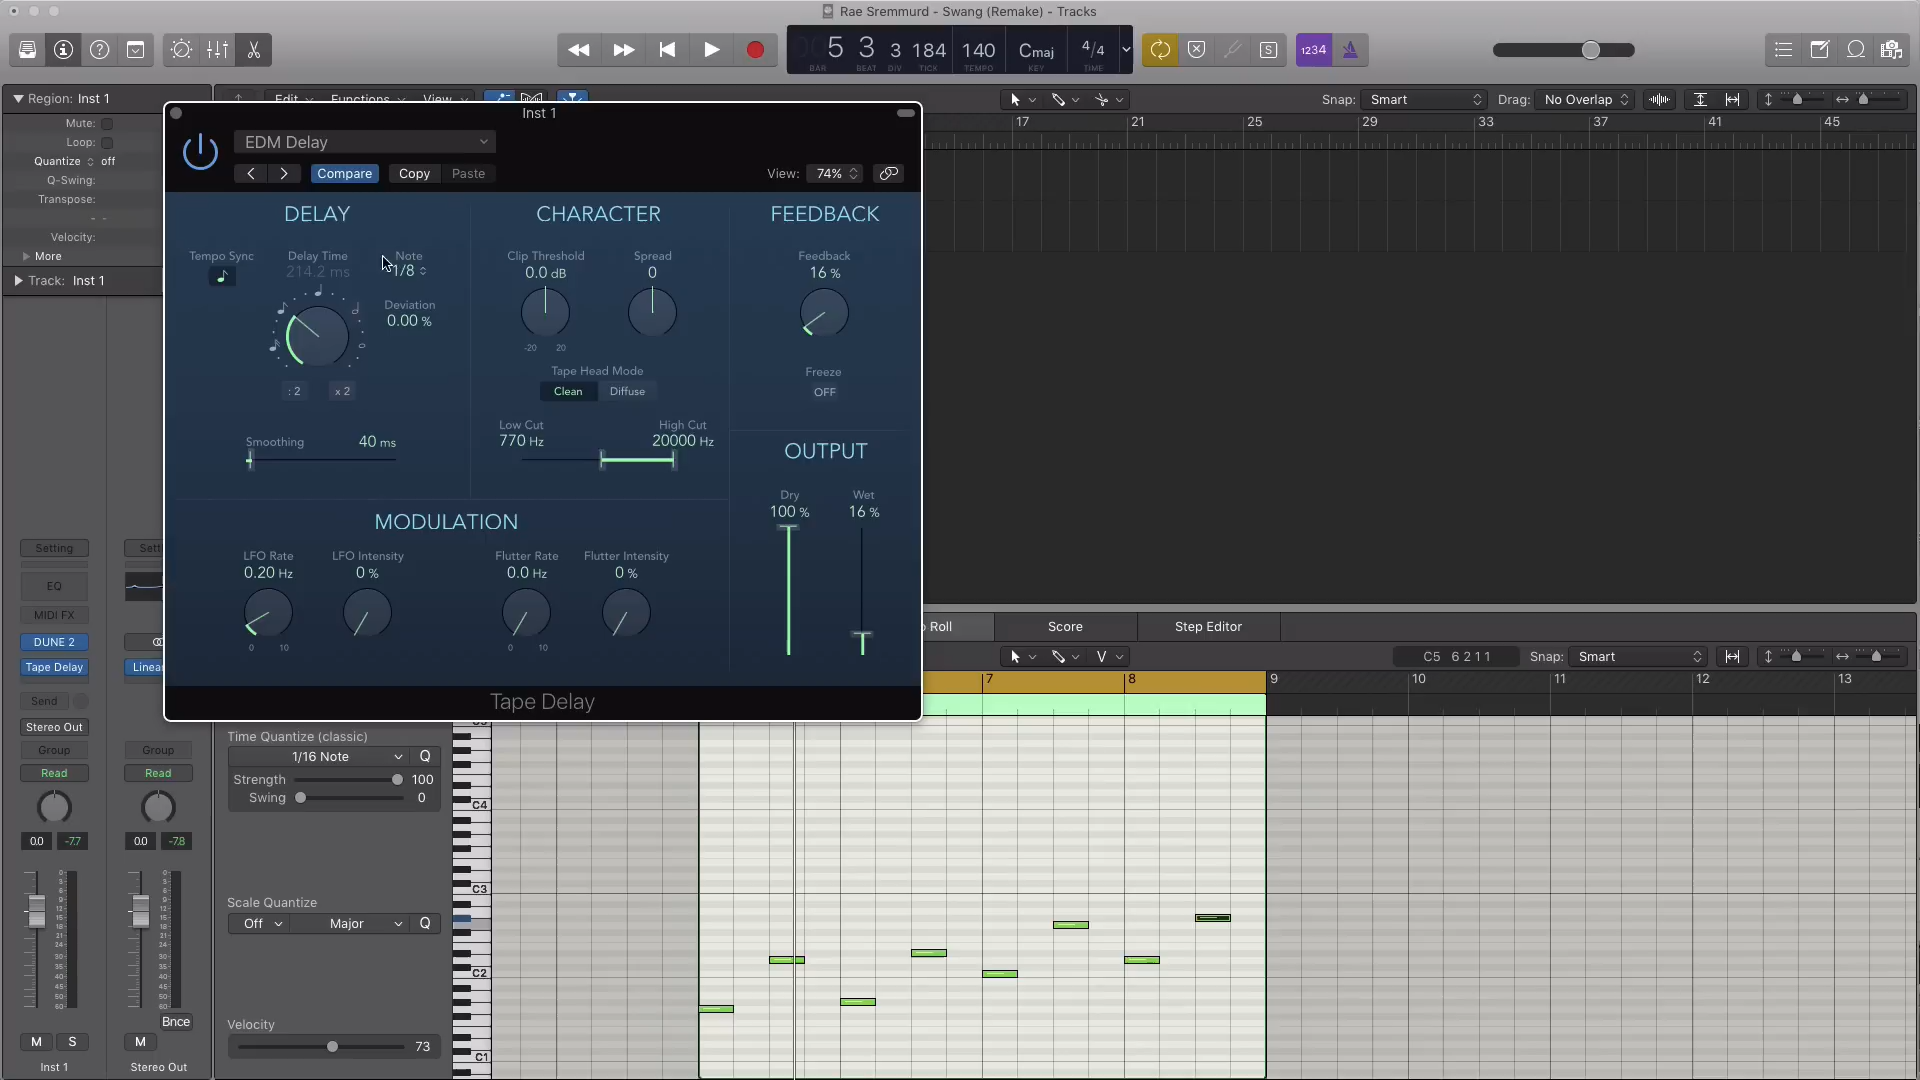 Rae Sremmurd - Swang (Remake) - Tracks
5 3 3 184 140 Cmaj 4/4
BAR BEAT DIV TICK TEMPO KEY TIME
S
1234
Region: Inst 1
Edit Functions View
Snap: Smart
Drag: No Overlap
Mute:
Loop:
Quantize off
Q-Swing:
Transpose:
- -
Velocity:
More
Track: Inst 1
17 21 25 29 33 37 41 45
Inst 1
EDM Delay
Compare Copy Paste
View: 74%
DELAY
Tempo Sync
Delay Time
214.2 ms
Note
1/8
Deviation
0.00 %
: 2 x 2
Smoothing 40 ms
CHARACTER
Clip Threshold
0.0 dB
-20 20
Spread
0
Tape Head Mode
Clean Diffuse
Low Cut
770 Hz
High Cut
20000 Hz
FEEDBACK
Feedback
16 %
Freeze
OFF
OUTPUT
Dry
100 %
Wet
16 %
MODULATION
LFO Rate
0.20 Hz
0 10
LFO Intensity
0 %
Flutter Rate
0.0 Hz
0 10
Flutter Intensity
0 %
Tape Delay
Setting
EQ
MIDI FX
DUNE 2
Tape Delay
Send
Stereo Out
Group
Read
0.0 -7.7
M S
Inst 1
Sett
Linear
Group
Read
0.0 -7.8
Bnce
M
Stereo Out
Roll Score Step Editor
V
C5 6 2 1 1
Snap: Smart
7 8 9 10 11 12 13
Time Quantize (classic)
1/16 Note Q
Strength 100
Swing 0
Scale Quantize
Off Major Q
Velocity
73
C4
C3
C2
C1